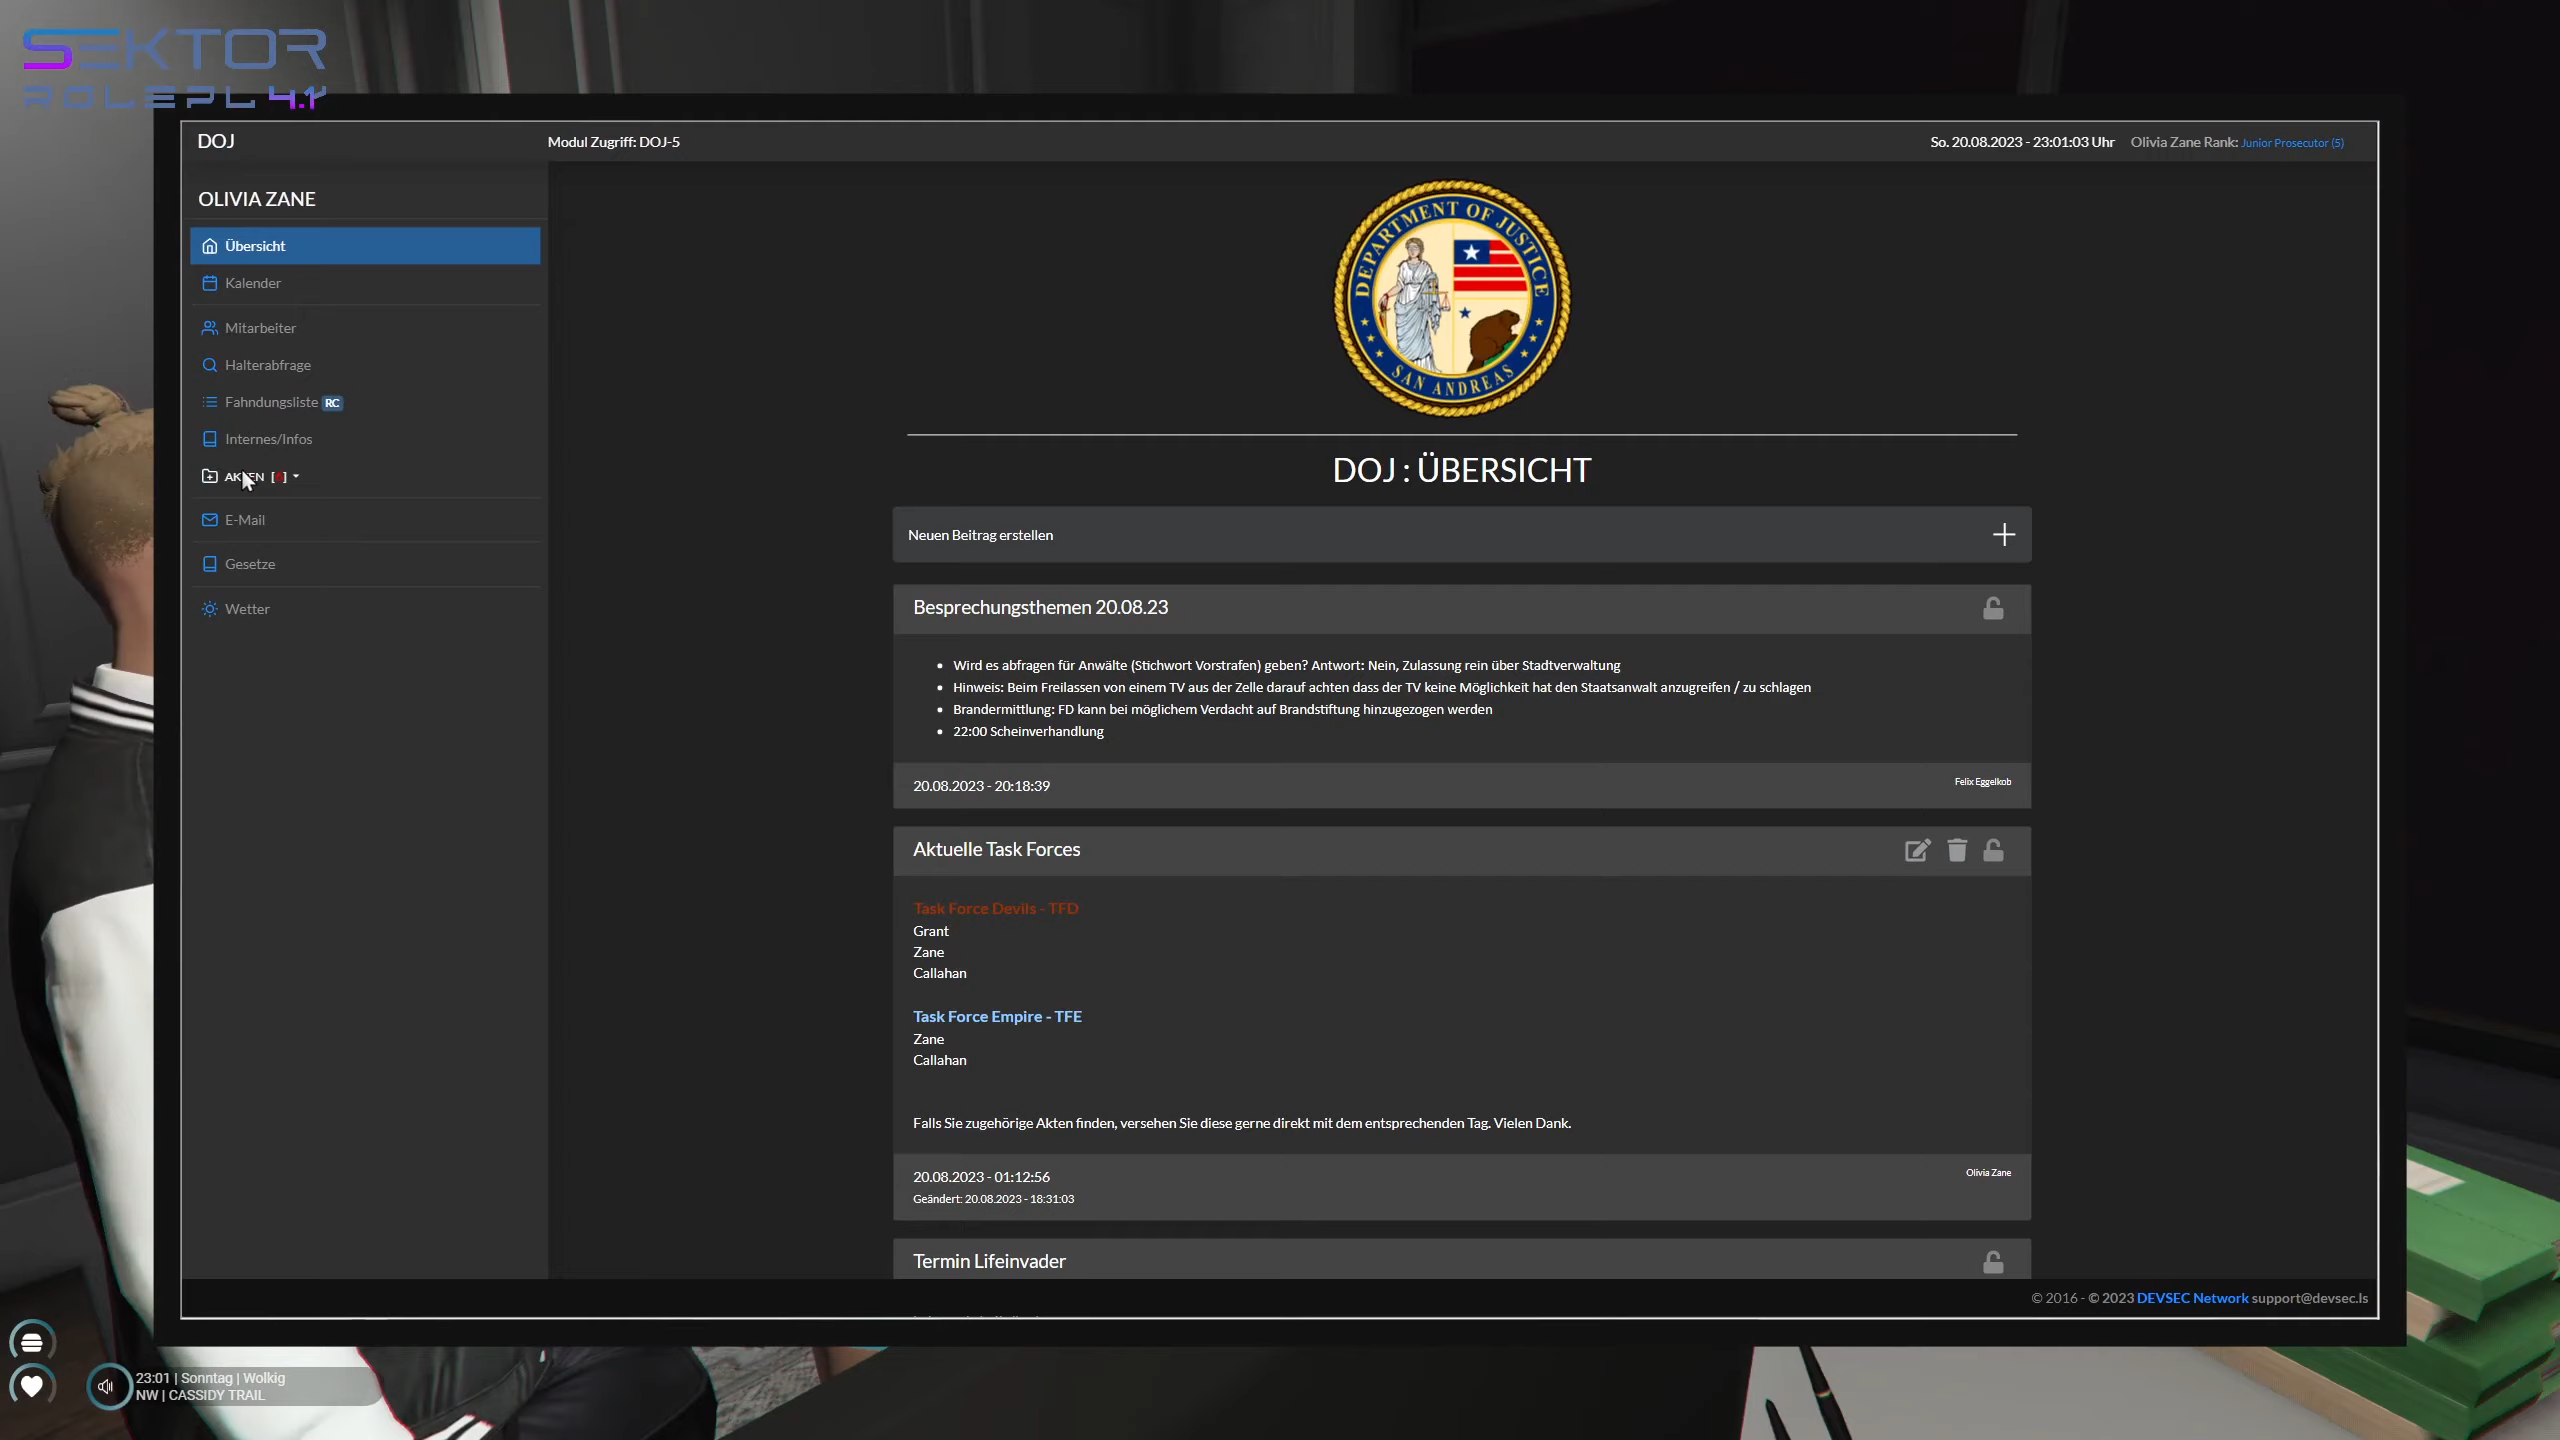 SEKTOR
ROLEPL4.Y
DOJ
Modul Zugriff: DOJ-5
So. 20.08.2023 - 23:01:03 Uhr
Olivia Zane Rank: Junior Prosecutor (5)
OLIVIA ZANE
Übersicht
Kalender
Mitarbeiter
Halterabfrage
Fahndungsliste RC
Internes/Infos
E-Mail
Gesetze
Wetter
DEPARTMENT OF JUSTICE
SAN ANDREAS
DOJ : ÜBERSICHT
Neuen Beitrag erstellen
Besprechungsthemen 20.08.23
Wird es abfragen für Anwälte (Stichwort Vorstrafen) geben? Antwort: Nein, Zulassung rein über Stadtverwaltung
Hinweis: Beim Freilassen von einem TV aus der Zelle darauf achten dass der TV keine Möglichkeit hat den Staatsanwalt anzugreifen / zu schlagen
Brandermittlung: FD kann bei möglichem Verdacht auf Brandstiftung hinzugezogen werden
22:00 Scheinverhandlung
20.08.2023 - 20:18:39
Felix Eggelkob
Aktuelle Task Forces
Task Force Devils - TFD
Grant
Zane
Callahan
Task Force Empire - TFE
Zane
Callahan
Falls Sie zugehörige Akten finden, versehen Sie diese gerne direkt mit dem entsprechenden Tag. Vielen Dank.
20.08.2023 - 01:12:56
Olivia Zane
Geändert: 20.08.2023 - 18:31:03
Termin Lifeinvader
© 2016 - © 2023 DEVSEC Network support@devsec.ls
23:01 | Sonntag | Wolkig
NW | CASSIDY TRAIL